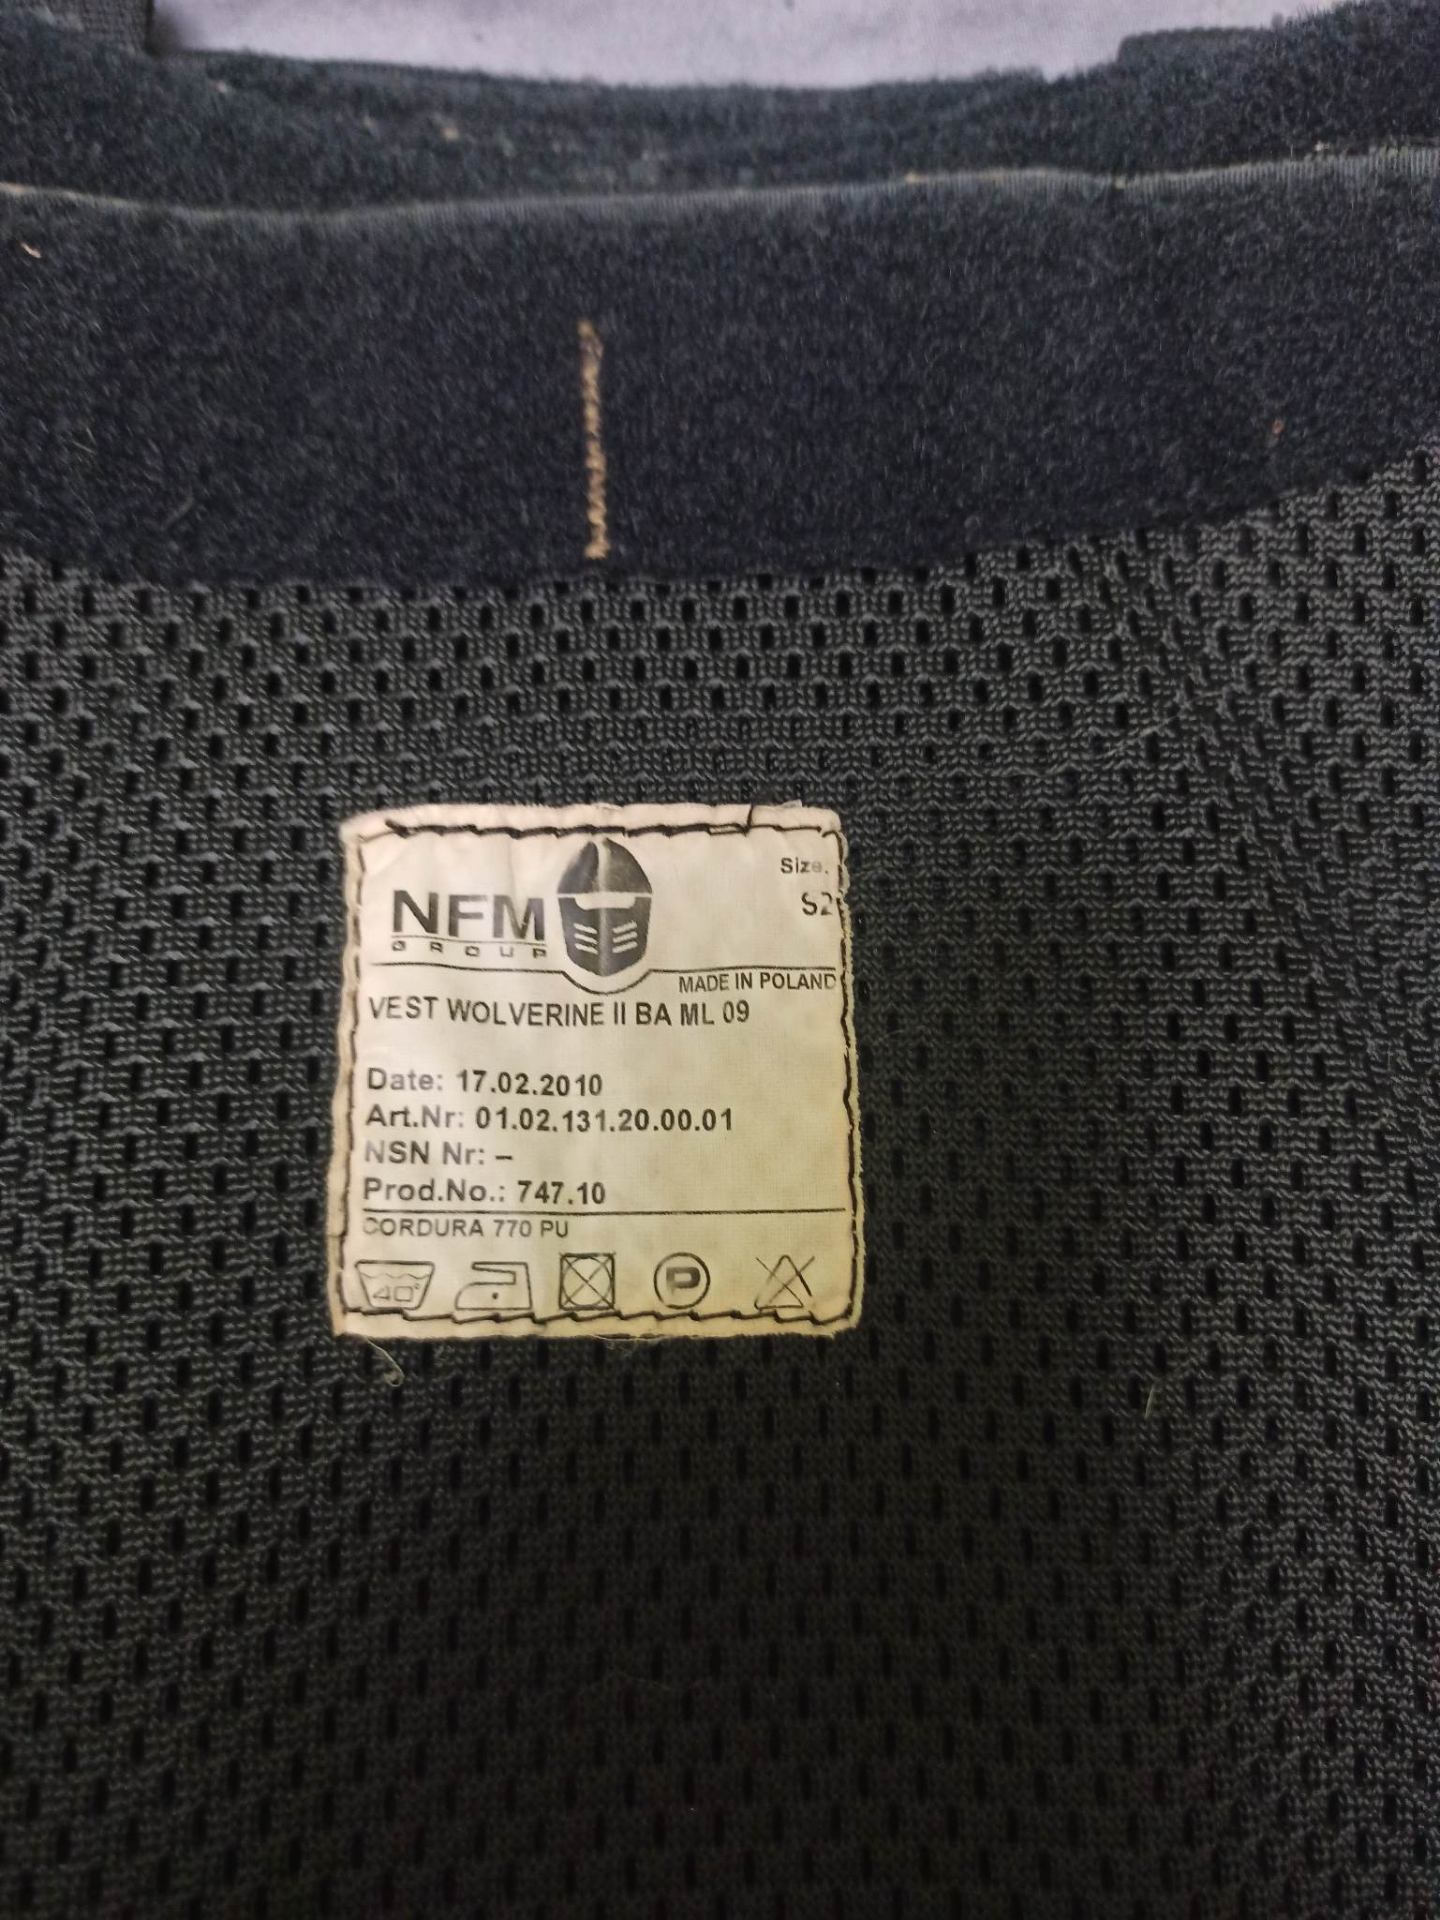 Size.
S2
NFM
GROUP
MADE IN POLAND
VEST WOLVERINE II BA ML 09
Date: 17.02.2010
Art.Nr: 01.02.131.20.00.01
NSN Nr: –
Prod.No.: 747.10
CORDURA 770 PU
40°
P